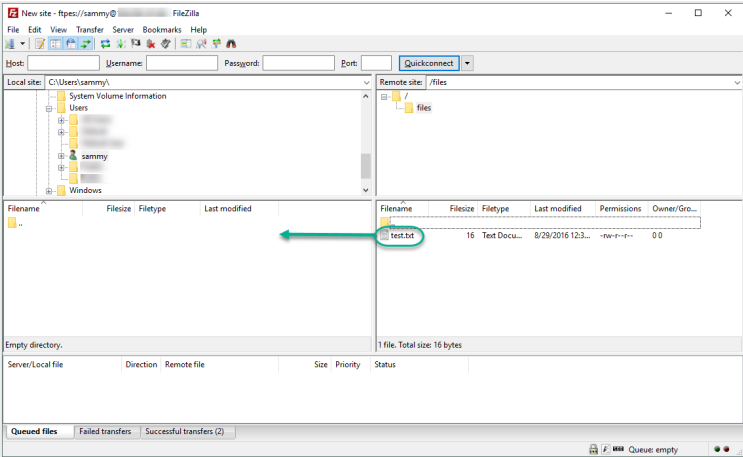 New site - ftpes://sammy@ FileZilla
File Edit View Transfer Server Bookmarks Help
Host: Username: Password: Port: Quickconnect
Local site: C:\Users\sammy\
Remote site: /files
System Volume Information
Users
sammy
Windows
/
files
Filename Filesize Filetype Last modified
..
Empty directory.
Filename Filesize Filetype Last modified Permissions Owner/Gro...
..
test.txt 16 Text Docu... 8/29/2016 12:3... -rw-r--r-- 0 0
1 file. Total size: 16 bytes
Server/Local file Direction Remote file Size Priority Status
Queued files Failed transfers Successful transfers (2)
Queue: empty